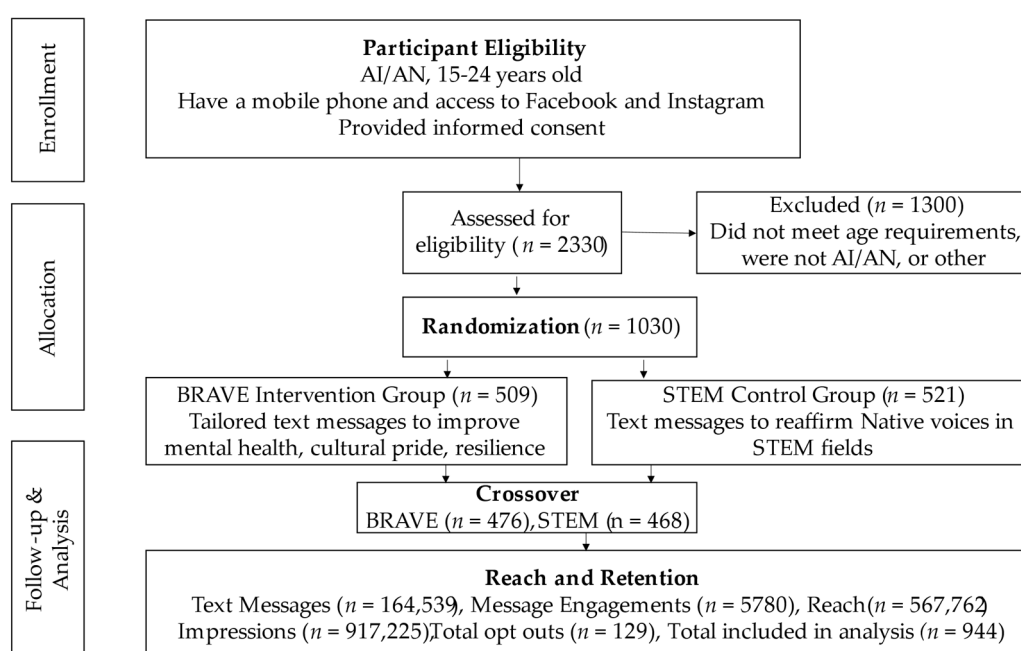 Enrollment
Participant Eligibility
AI/AN, 15-24 years old
Have a mobile phone and access to Facebook and Instagram
Provided informed consent
Allocation
Assessed for
eligibility (n = 2330)
Excluded (n = 1300)
Did not meet age requirements,
were not AI/AN, or other
Randomization (n = 1030)
BRAVE Intervention Group (n = 509)
Tailored text messages to improve
mental health, cultural pride, resilience
STEM Control Group (n = 521)
Text messages to reaffirm Native voices in
STEM fields
Follow-up &
Analysis
Crossover
BRAVE (n = 476), STEM (n = 468)
Reach and Retention
Text Messages (n = 164,539), Message Engagements (n = 5780), Reach (n = 567,762)
Impressions (n = 917,225), Total opt outs (n = 129), Total included in analysis (n = 944)